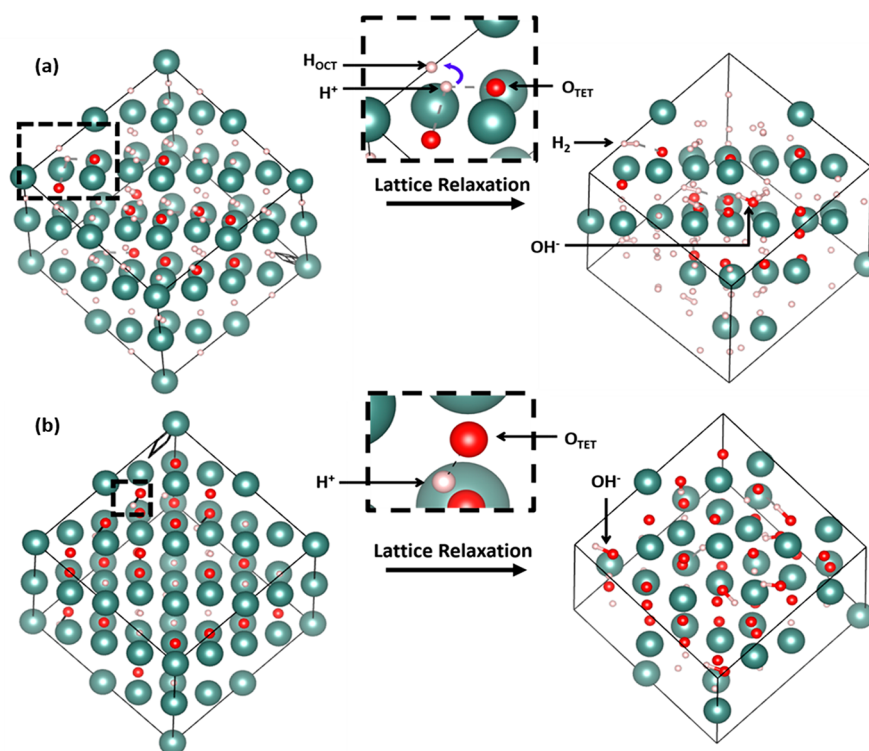 (a)
H_OCT
H⁺
O_TET
Lattice Relaxation
H₂
OH⁻
(b)
H⁺
O_TET
Lattice Relaxation
OH⁻